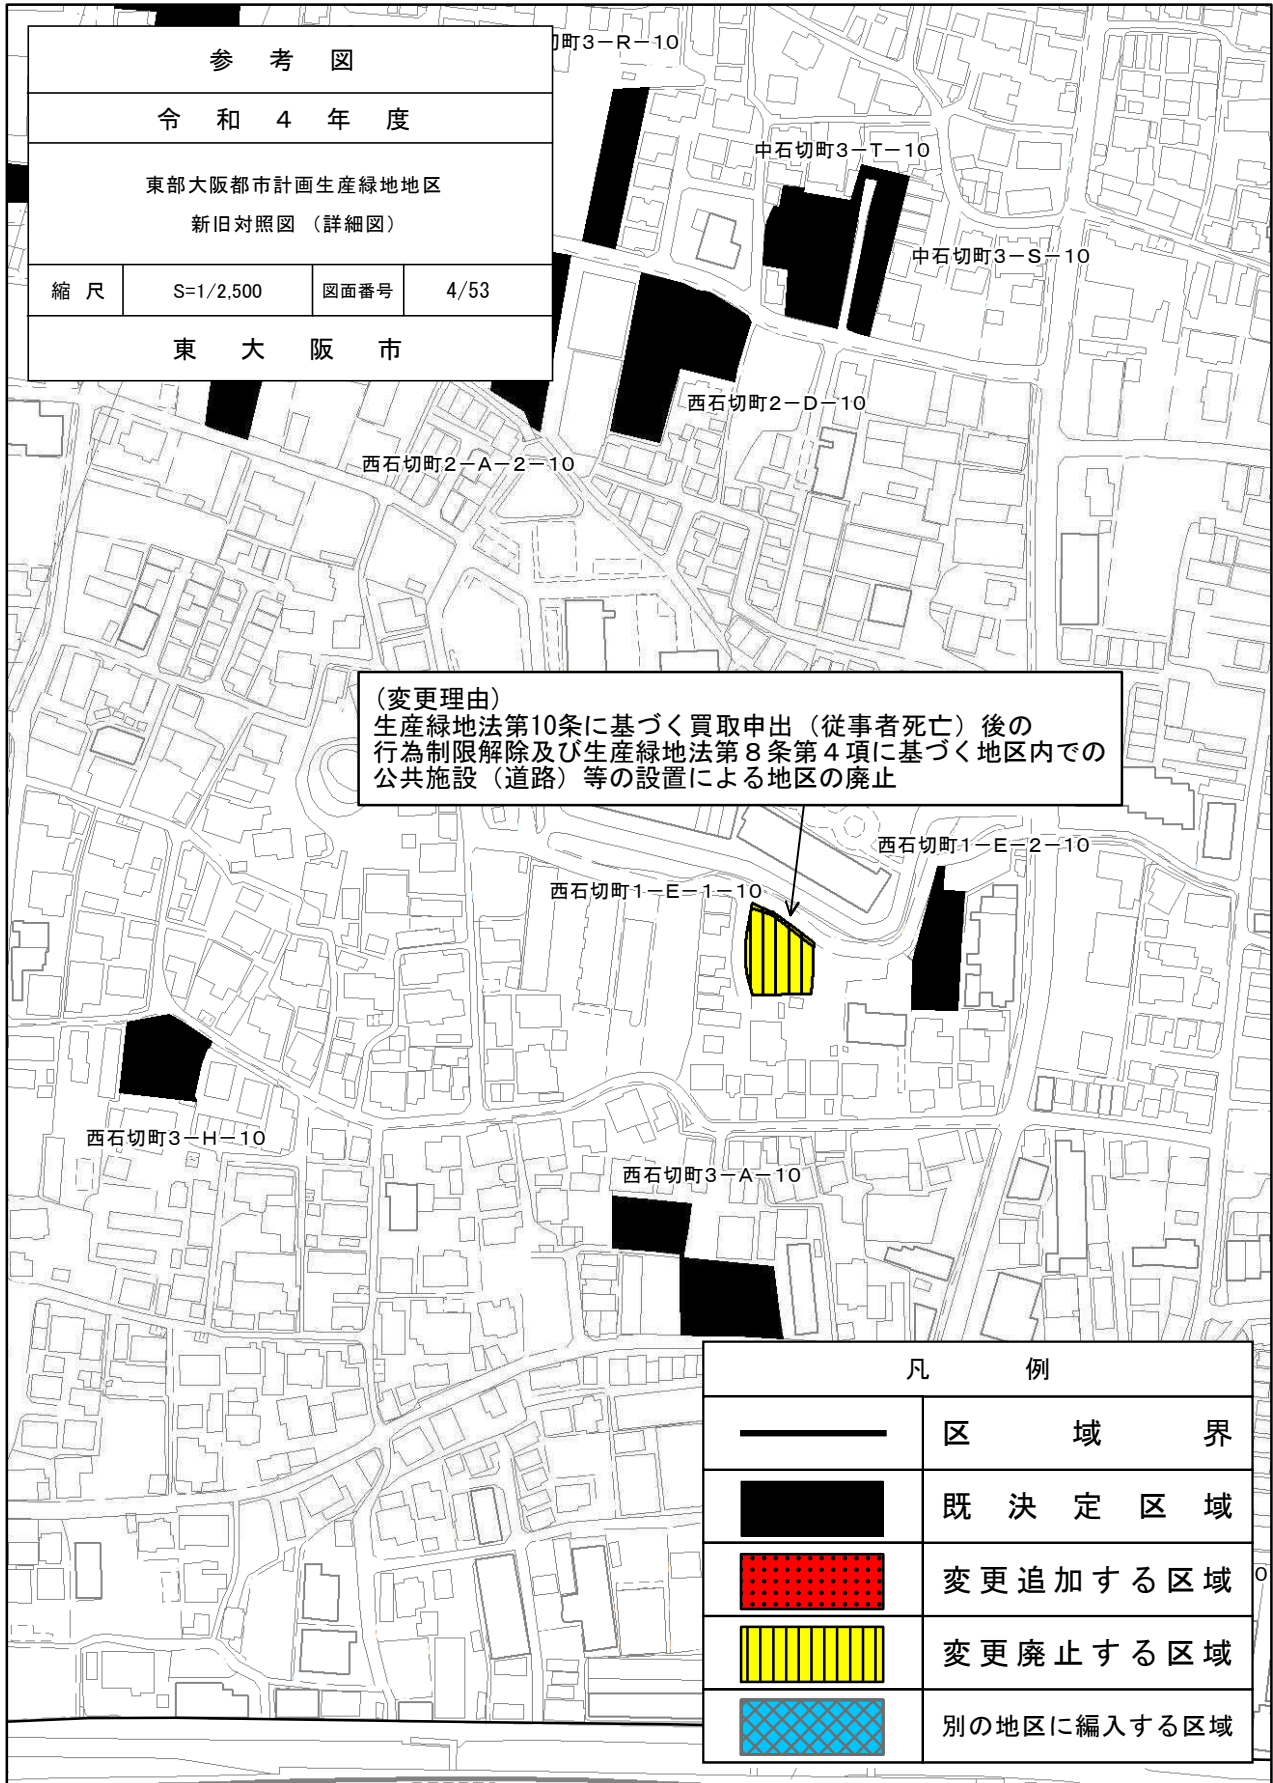 参考図
令和4年度
東部大阪都市計画生産緑地地区
新旧対照図（詳細図）
縮尺 S=1/2,500 図面番号 4/53
東大阪市
町3-R-10
中石切町3-T-10
中石切町3-S-10
西石切町2-D-10
西石切町2-A-2-10
（変更理由）
生産緑地法第10条に基づく買取申出（従事者死亡）後の
行為制限解除及び生産緑地法第８条第４項に基づく地区内での
公共施設（道路）等の設置による地区の廃止
西石切町1-E-2-10
西石切町1-E-1-10
西石切町3-H-10
西石切町3-A-10
凡例
区域界
既決定区域
変更追加する区域
0
変更廃止する区域
別の地区に編入する区域